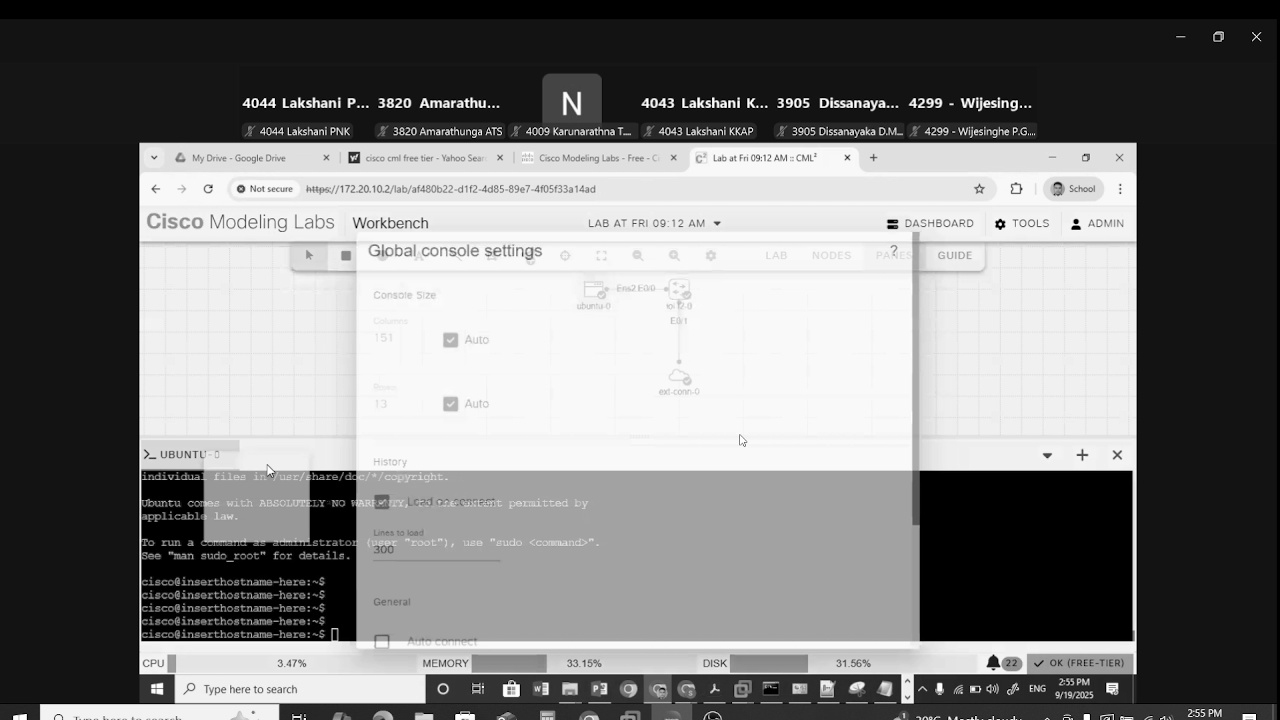 4044 Lakshani P... 3820 Amarathu... N 4043 Lakshani K... 3905 Dissanaya... 4299 - Wijesing...
4044 Lakshani PNK 3820 Amarathunga ATS 4009 Karunarathna T... 4043 Lakshani KKAP 3905 Dissanayaka D.M... 4299 - Wijesinghe P.G....
My Drive - Google Drive cisco cml free tier - Yahoo Sear Cisco Modeling Labs - Free - C Lab at Fri 09:12 AM :: CML²
Not secure https://172.20.10.2/lab/af480b22-d1f2-4d85-89e7-4f05f33a14ad School
Cisco Modeling Labs Workbench LAB AT FRI 09:12 AM DASHBOARD TOOLS ADMIN
Global console settings ?
LAB NODES PANES GUIDE
Console Size
Columns
151 Auto
Rows
13 Auto
ubuntu-0 Ens2 E0/0 iol-l2-0
E0/1
ext-conn-0
>_ UBUNTU-0
History
individual files in /usr/share/doc/*/copyright.
Load on connect
Ubuntu comes with ABSOLUTELY NO WARRANTY, to the extent permitted by
applicable law.
Lines to load
300
To run a command as administrator (user "root"), use "sudo <command>".
See "man sudo_root" for details.
cisco@inserthostname-here:~$
cisco@inserthostname-here:~$
cisco@inserthostname-here:~$
cisco@inserthostname-here:~$
cisco@inserthostname-here:~$
General
Auto connect
CPU 3.47% MEMORY 33.15% DISK 31.56% 22 OK (FREE-TIER)
Type here to search ENG 2:55 PM
9/19/2025
Type here to search Mostly cloudy 2:55 PM